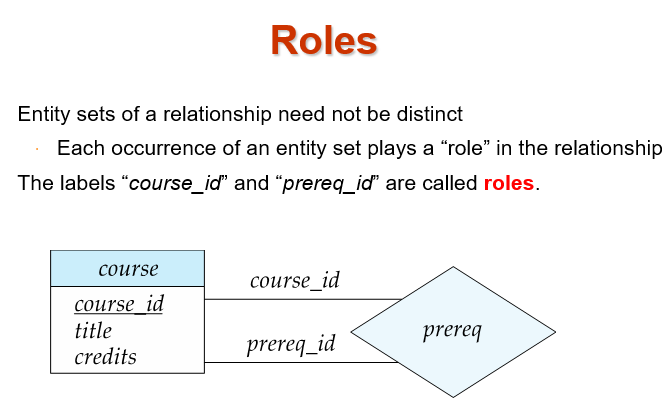 Roles
Entity sets of a relationship need not be distinct
· Each occurrence of an entity set plays a “role” in the relationship
The labels “course_id” and “prereq_id” are called roles.
course
course_id
title
credits
course_id
prereq_id
prereq